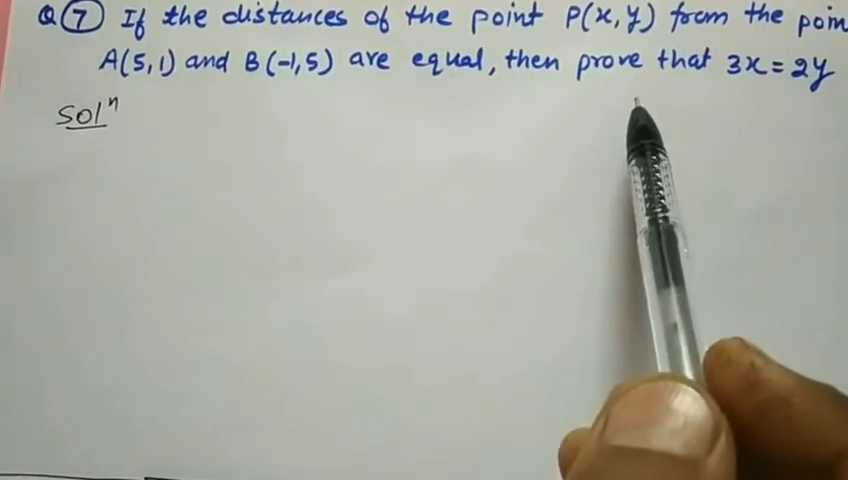 Q 7 If the distances of the point P(x,y) from the
A(5,1) and B(-1,5) are equal, then prove that 3x=2y
Solⁿ